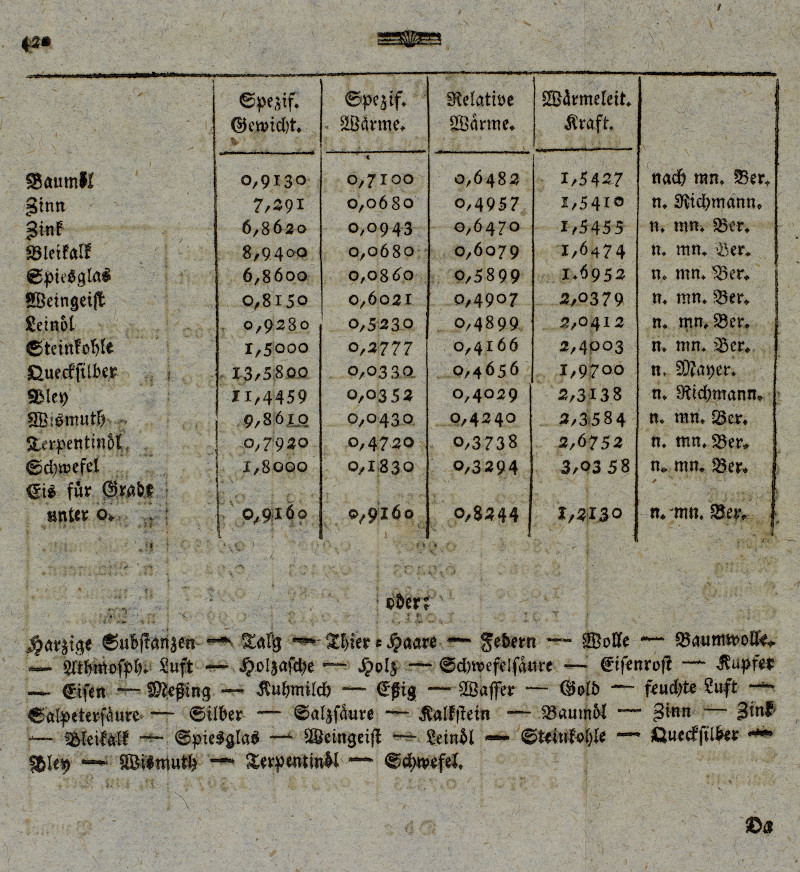 420
Spezif. Spezif. Relative Wärmeleit.
Gewicht. Wärme. Wärme. Kraft.
Baumöl 0,9130 0,7100 0,6482 1,5427 nach mn. Ber.
Zinn 7,291 0,0680 0,4957 1,5410 n. Richmann.
Zink 6,8620 0,0943 0,6470 1,5455 n. mn. Ber.
Bleikalk 8,9400 0,0680 0,6079 1,6474 n. mn. Ber.
Spiesglas 6,8600 0,0860 0,5899 1.6952 n. mn. Ber.
Weingeist 0,8150 0,6021 0,4907 2,0379 n. mn. Ber.
Leinöl 0,9280 0,5230 0,4899 2,0412 n. mn. Ber.
Steinkohle 1,5000 0,2777 0,4166 2,4003 n. mn. Ber.
Quecksilber 13,5800 0,0330 0,4656 1,9700 n. Mayer.
Bley 11,4459 0,0352 0,4029 2,3138 n. Richmann.
Wismuth 9,8610 0,0430 0,4240 2,3584 n. mn. Ber.
Terpentinöl 0,7920 0,4720 0,3738 2,6752 n. mn. Ber.
Schwefel 1,8000 0,1830 0,3294 3,0358 n. mn. Ber.
Eis für Grade
unter 0. 0,9160 0,9160 0,8244 1,2130 n. mn. Ber.
oder:
Harzige Substanzen — Talg — Thier-Haare — Federn — Wolle — Baumwolle.
— Athmosph. Luft — Holzasche — Holz — Schwefelsäure — Eisenrost — Kupfer
— Eisen — Meßing — Kuhmilch — Eßig — Wasser — Gold — feuchte Luft —
Salpetersäure — Silber — Salzsäure — Kalkstein — Baumöl — Zinn — Zink
— Bleikalk — Spiesglas — Weingeist — Leinöl — Steinkohle — Quecksilber —
Bley — Wismuth — Terpentinöl — Schwefel.
Da